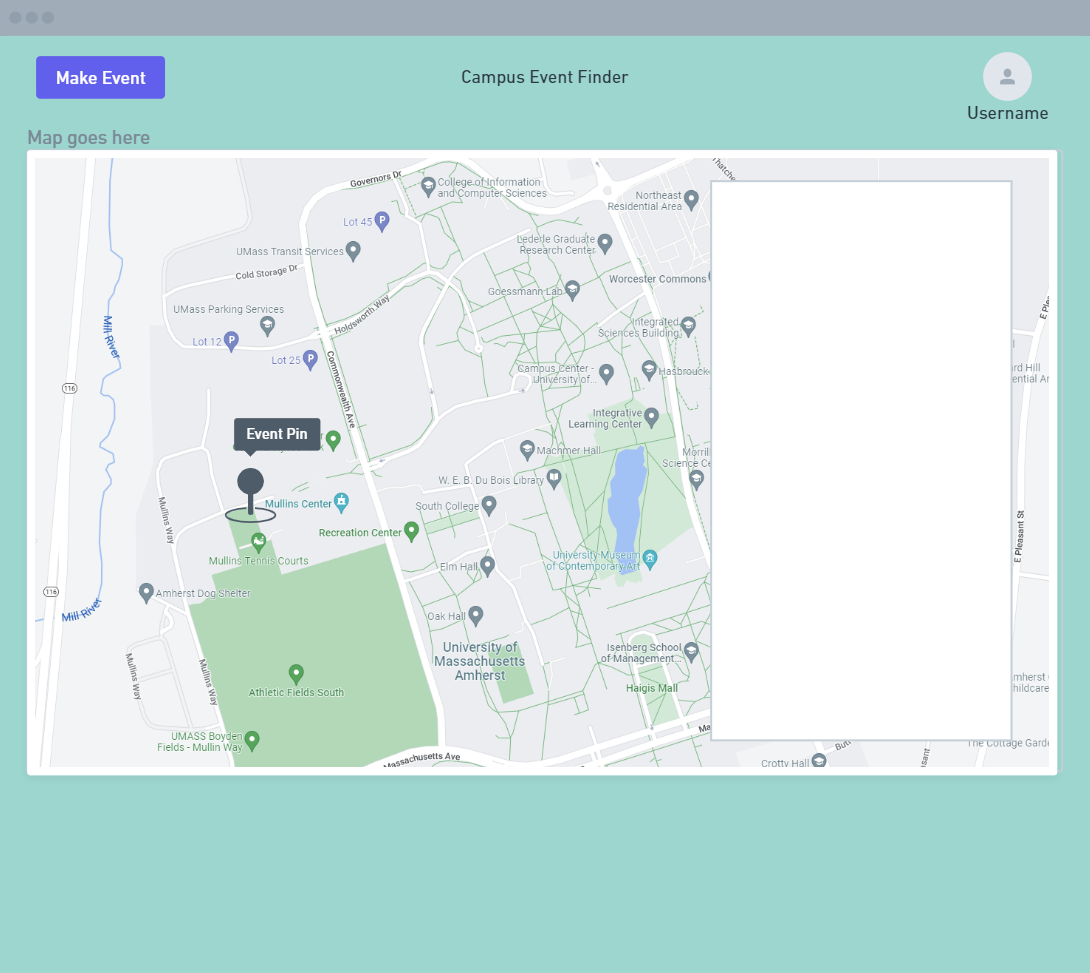 Make Event
Campus Event Finder
Username
Map goes here
Governors Dr
College of Information
and Computer Sciences
Northeast
Residential Area
Lot 45
P
UMass Transit Services
Lederle Graduate
Research Center
Cold Storage Dr
Worcester Commons
Goessmann Lab
Holdsworth Way
UMass Parking Services
Integrated
Sciences Building
Mill River
Lot 12
P
Lot 25
P
Commonwealth Ave
Campus Center -
University of...
Hasbrouck
116
Integrative
Learning Center
Event Pin
Machmer Hall
Morrill
Science Ce
W. E. B. Du Bois Library
Mullins Center
South College
Mullins Way
Recreation Center
E Pleasant St
Mullins Tennis Courts
Elm Hall
University Museum
of Contemporary Art
116
Amherst Dog Shelter
Mill River
Oak Hall
University of
Massachusetts
Amherst
Isenberg School
of Management...
Mullins Way
Mullins Way
Athletic Fields South
Haigis Mall
UMASS Boyden
Fields - Mullin Way
Massachusetts Ave
Crotty Hall
The Cottage Garde